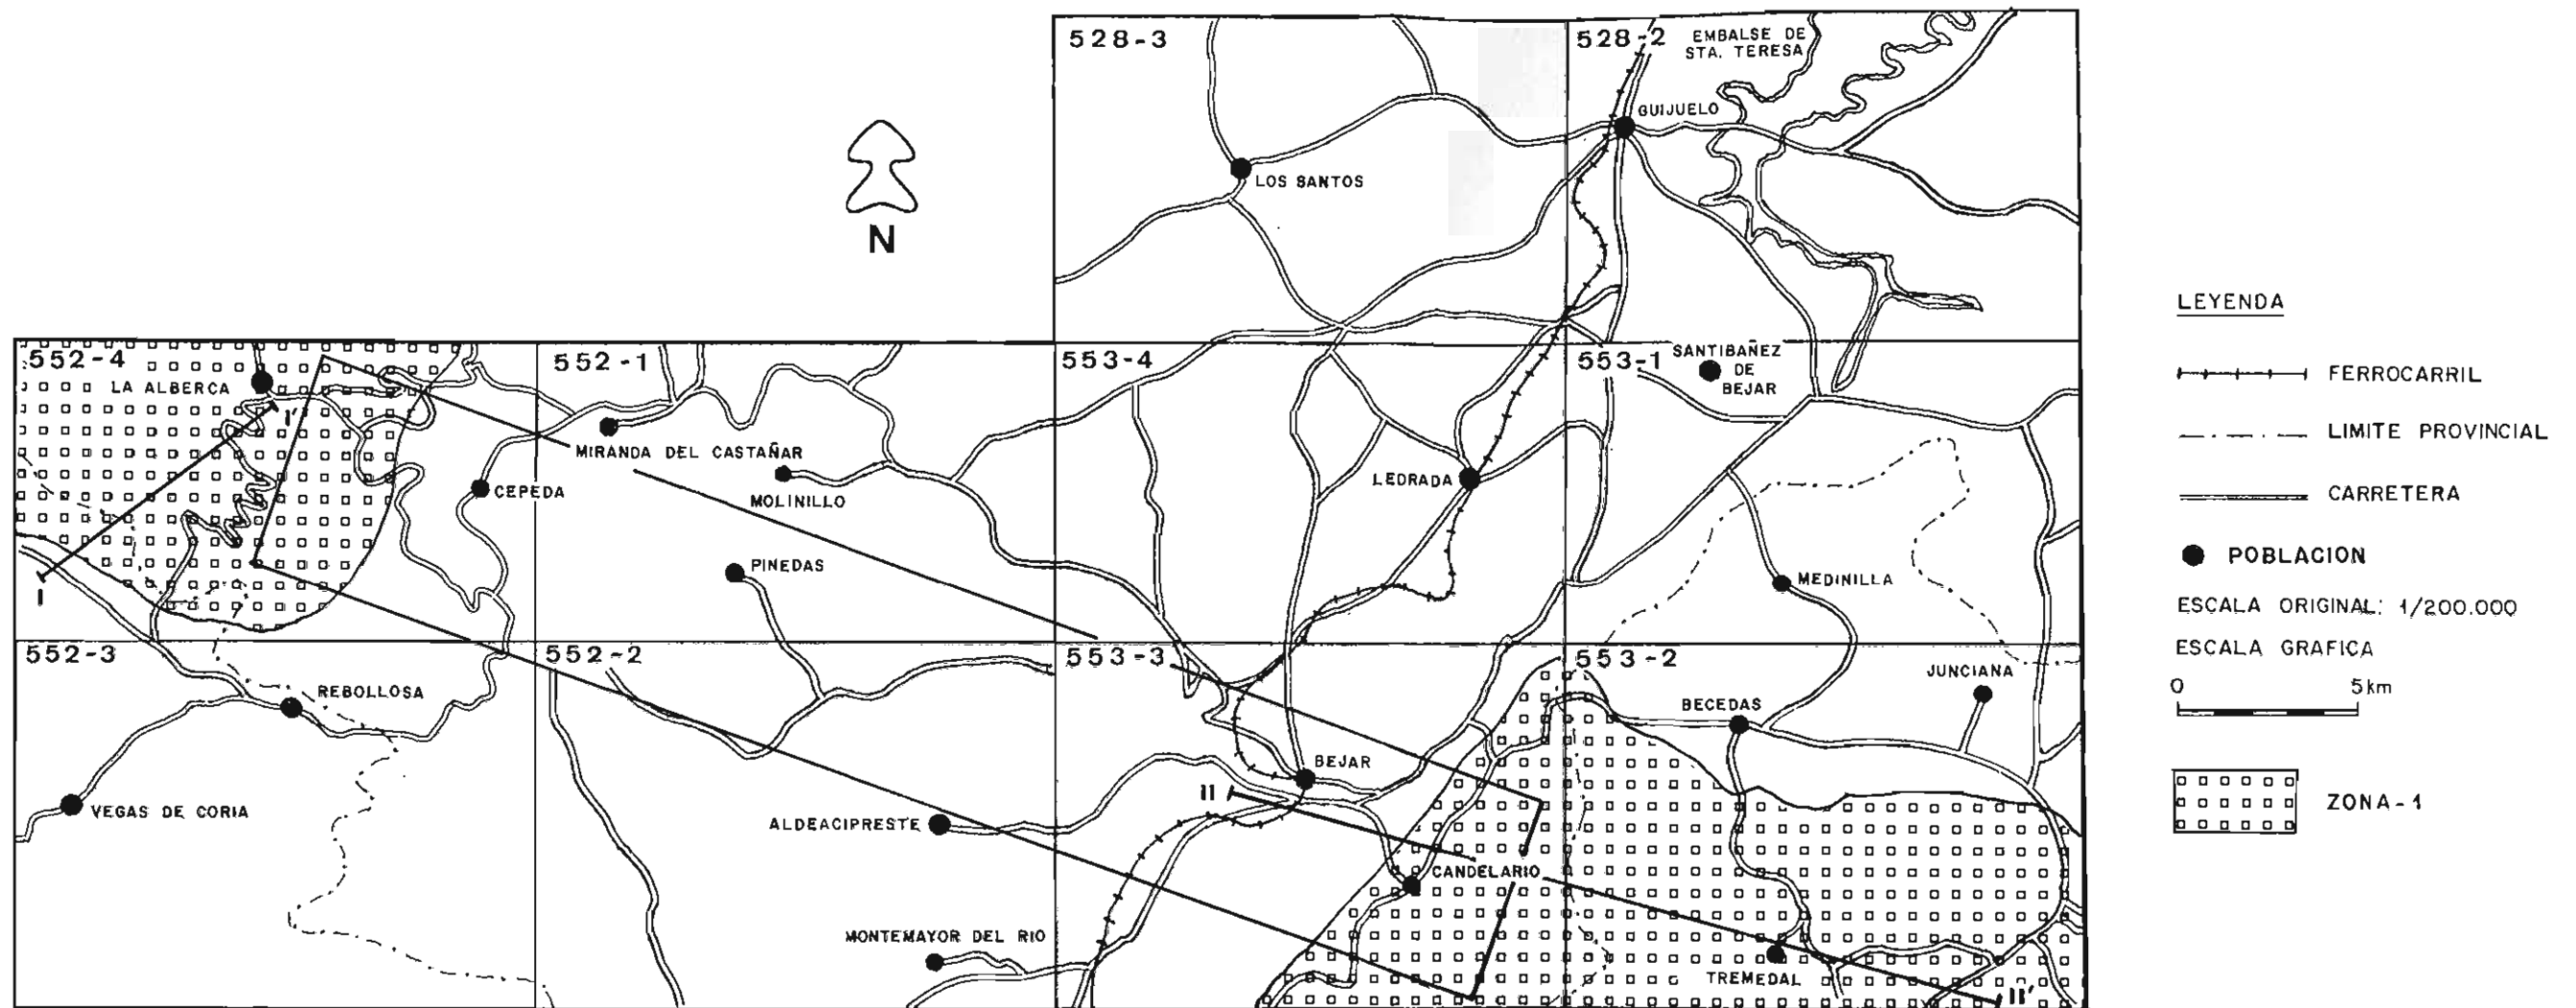 528-3
528-2
EMBALSE DE
STA. TERESA
GUIJUELO
LOS SANTOS
N
LEYENDA
FERROCARRIL
LIMITE PROVINCIAL
CARRETERA
POBLACION
ESCALA ORIGINAL: 1/200.000
ESCALA GRAFICA
0 5km
ZONA-1
552-4
LA ALBERCA
I'
I
CEPEDA
552-1
MIRANDA DEL CASTAÑAR
MOLINILLO
PINEDAS
553-4
LEDRADA
553-1
SANTIBAÑEZ
DE
BEJAR
MEDINILLA
552-3
REBOLLOSA
VEGAS DE CORIA
552-2
ALDEACIPRESTE
MONTEMAYOR DEL RIO
553-3
BEJAR
II
CANDELARIO
553-2
BECEDAS
JUNCIANA
TREMEDAL
II'